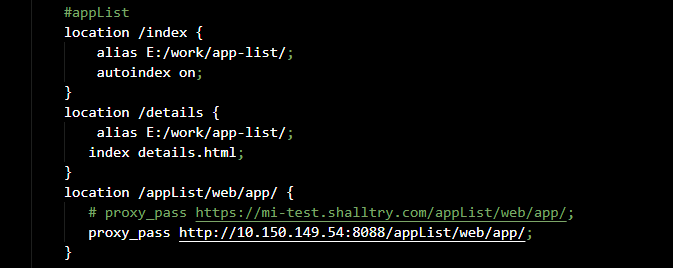 #appList
location /index {
alias E:/work/app-list/;
autoindex on;
}
location /details {
alias E:/work/app-list/;
index details.html;
}
location /appList/web/app/ {
# proxy_pass https://mi-test.shalltry.com/appList/web/app/;
proxy_pass http://10.150.149.54:8088/appList/web/app/;
}